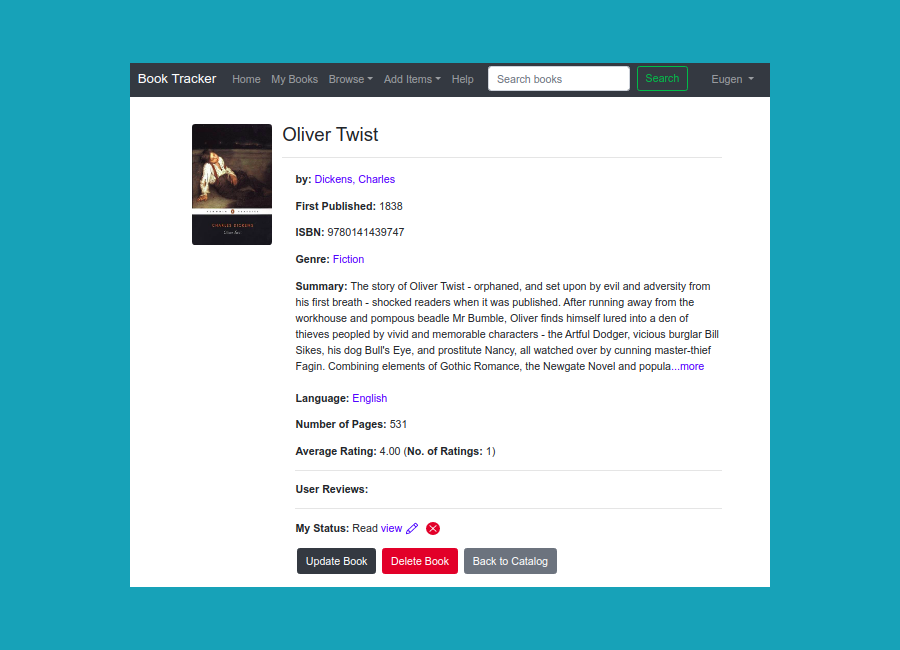 Book Tracker Home My Books Browse Add Items Help Search books Search Eugen
Oliver Twist
CHARLES DICKENS
Oliver Twist
by: Dickens, Charles
First Published: 1838
ISBN: 9780141439747
Genre: Fiction
Summary: The story of Oliver Twist - orphaned, and set upon by evil and adversity from
his first breath - shocked readers when it was published. After running away from the
workhouse and pompous beadle Mr Bumble, Oliver finds himself lured into a den of
thieves peopled by vivid and memorable characters - the Artful Dodger, vicious burglar Bill
Sikes, his dog Bull's Eye, and prostitute Nancy, all watched over by cunning master-thief
Fagin. Combining elements of Gothic Romance, the Newgate Novel and popula...more
Language: English
Number of Pages: 531
Average Rating: 4.00 (No. of Ratings: 1)
User Reviews:
My Status: Read view
Update Book Delete Book Back to Catalog